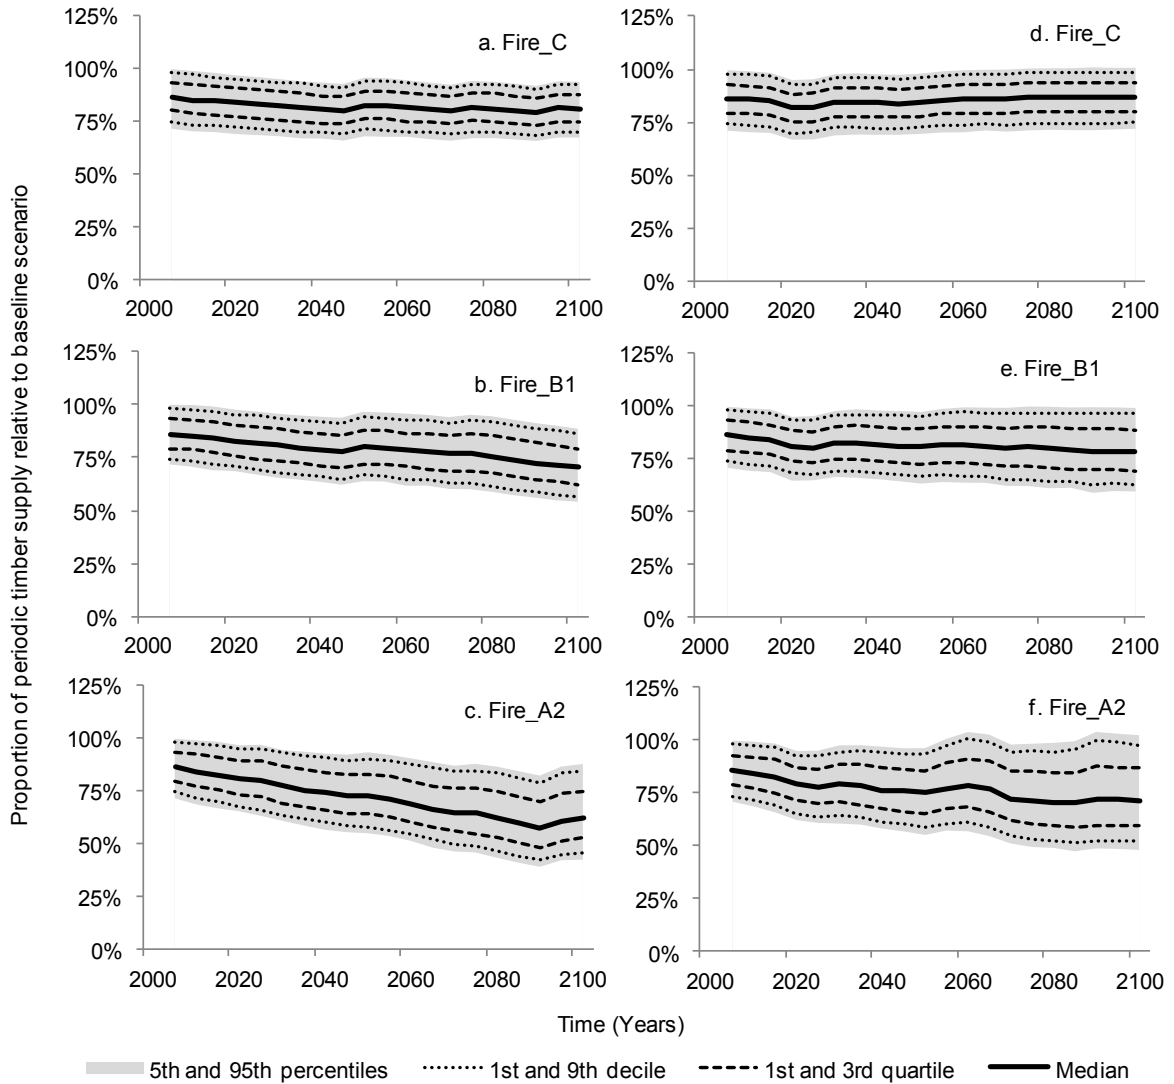 Proportion of periodic timber supply relative to baseline scenario
125%
100%
75%
50%
25%
0%
2000 2020 2040 2060 2080 2100
a. Fire_C
125%
100%
75%
50%
25%
0%
2000 2020 2040 2060 2080 2100
d. Fire_C
125%
100%
75%
50%
25%
0%
2000 2020 2040 2060 2080 2100
b. Fire_B1
125%
100%
75%
50%
25%
0%
2000 2020 2040 2060 2080 2100
e. Fire_B1
125%
100%
75%
50%
25%
0%
2000 2020 2040 2060 2080 2100
c. Fire_A2
125%
100%
75%
50%
25%
0%
2000 2020 2040 2060 2080 2100
f. Fire_A2
Time (Years)
5th and 95th percentiles 1st and 9th decile 1st and 3rd quartile Median